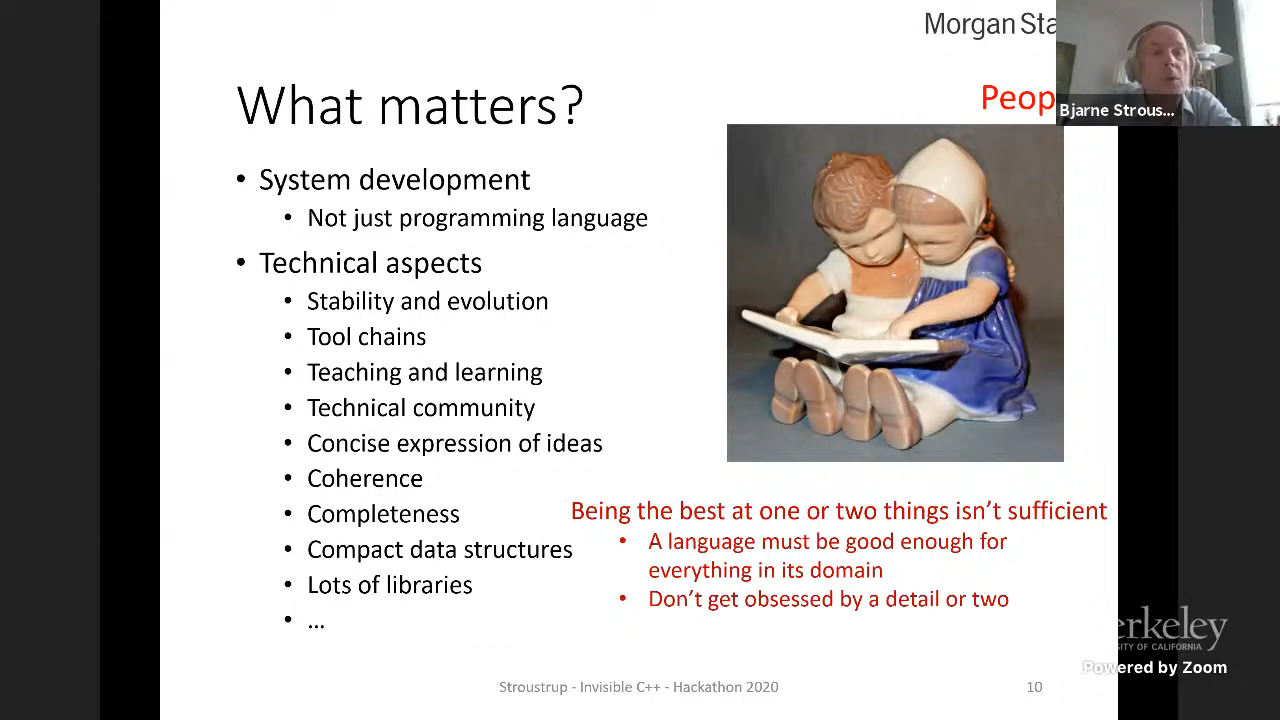 Morgan Sta
What matters?
Peop
Bjarne Strous...
• System development
• Not just programming language
• Technical aspects
• Stability and evolution
• Tool chains
• Teaching and learning
• Technical community
• Concise expression of ideas
• Coherence
• Completeness
• Compact data structures
• Lots of libraries
• ...
Being the best at one or two things isn't sufficient
• A language must be good enough for
everything in its domain
• Don't get obsessed by a detail or two
erkeley
SITY OF CALIFORNIA
Powered by Zoom
Stroustrup - Invisible C++ - Hackathon 2020
10